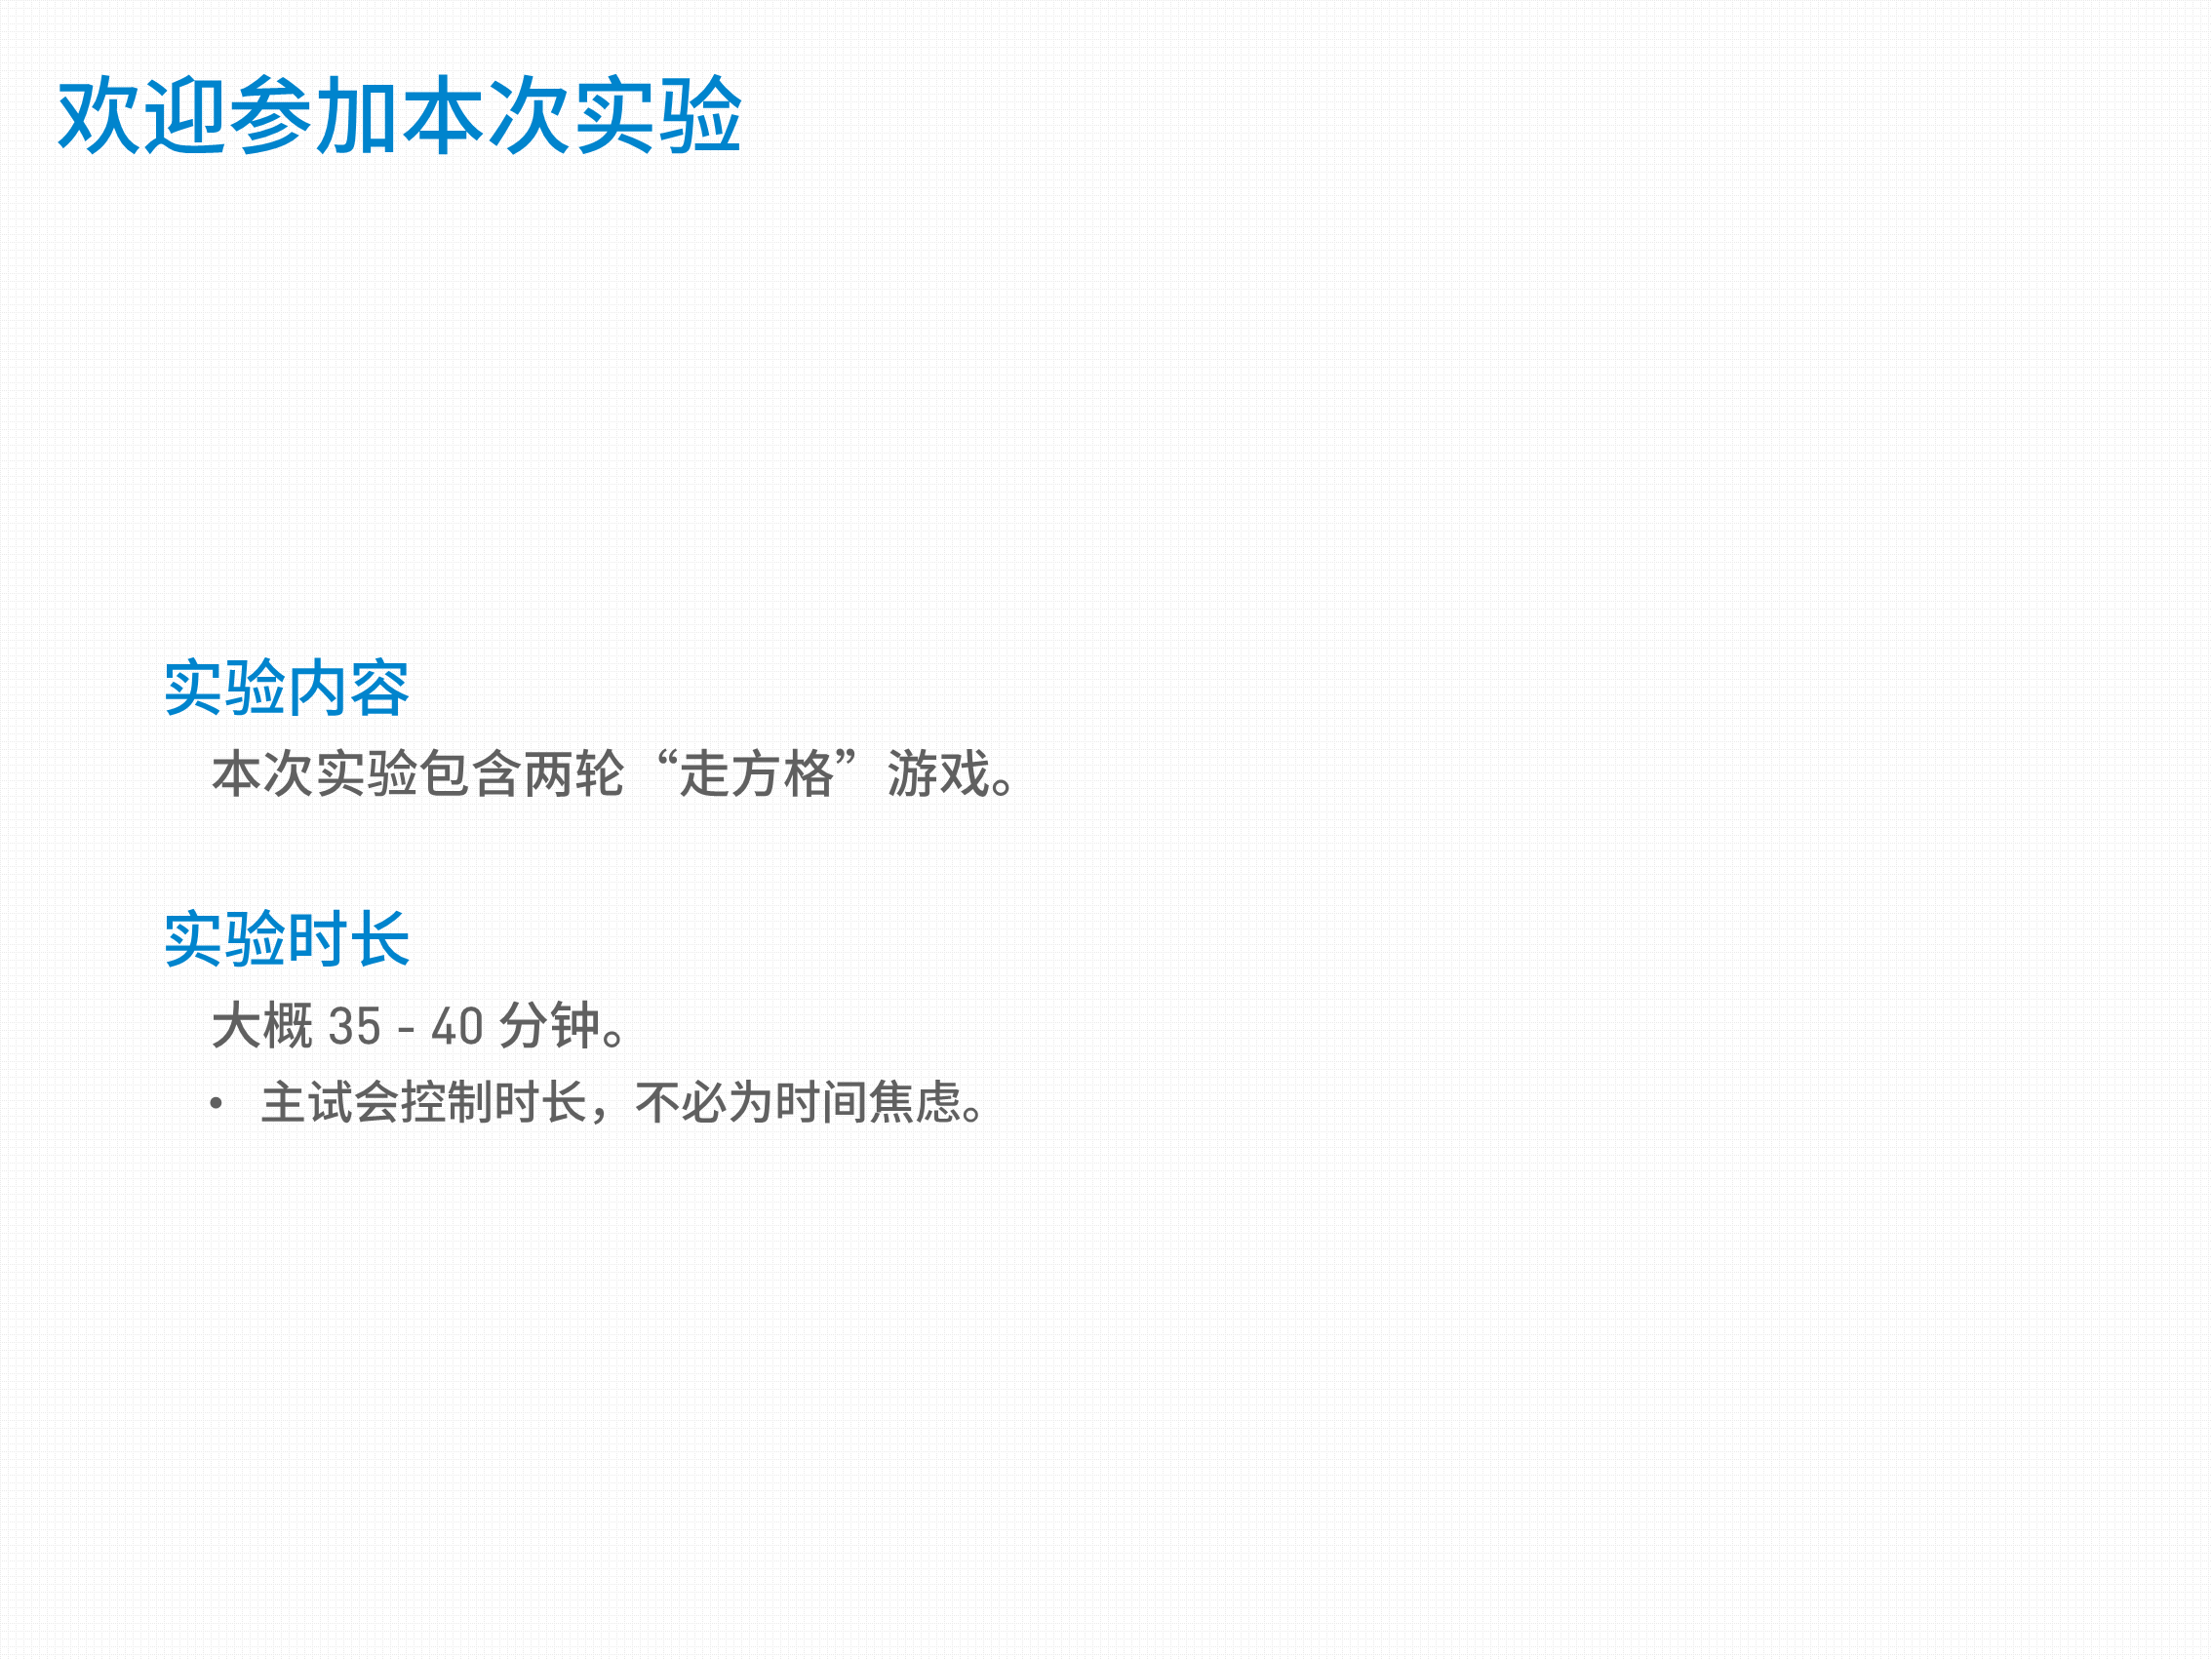 欢迎参加本次实验
实验内容
本次实验包含两轮“走方格”游戏。
实验时长
大概 35 - 40 分钟。
• 主试会控制时长，不必为时间焦虑。